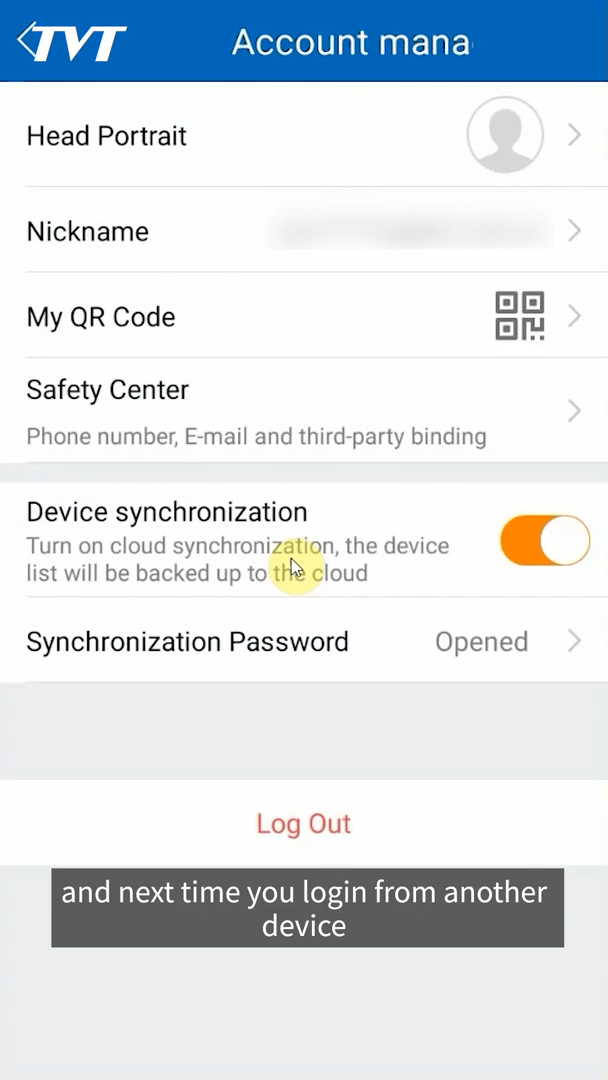 TVT
Account mana
Head Portrait
Nickname
My QR Code
Safety Center
Phone number, E-mail and third-party binding
Device synchronization
Turn on cloud synchronization, the device
list will be backed up to the cloud
Synchronization Password Opened
Log Out
and next time you login from another
device